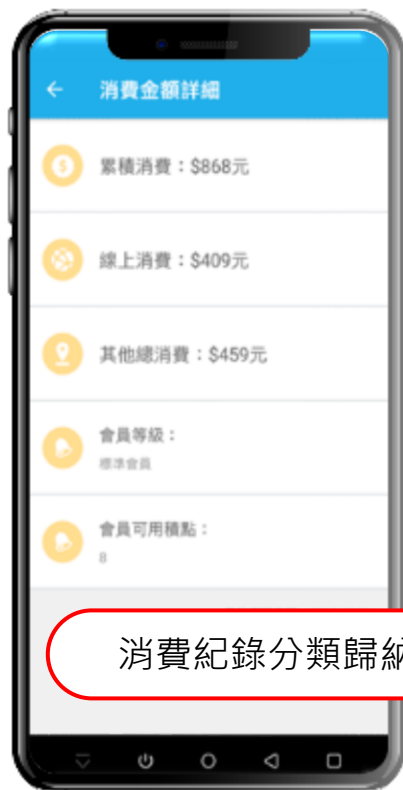 消費金額詳細
累積消費：$868元
線上消費：$409元
其他總消費：$459元
會員等級：
標準會員
會員可用積點：
8
消費紀錄分類歸納